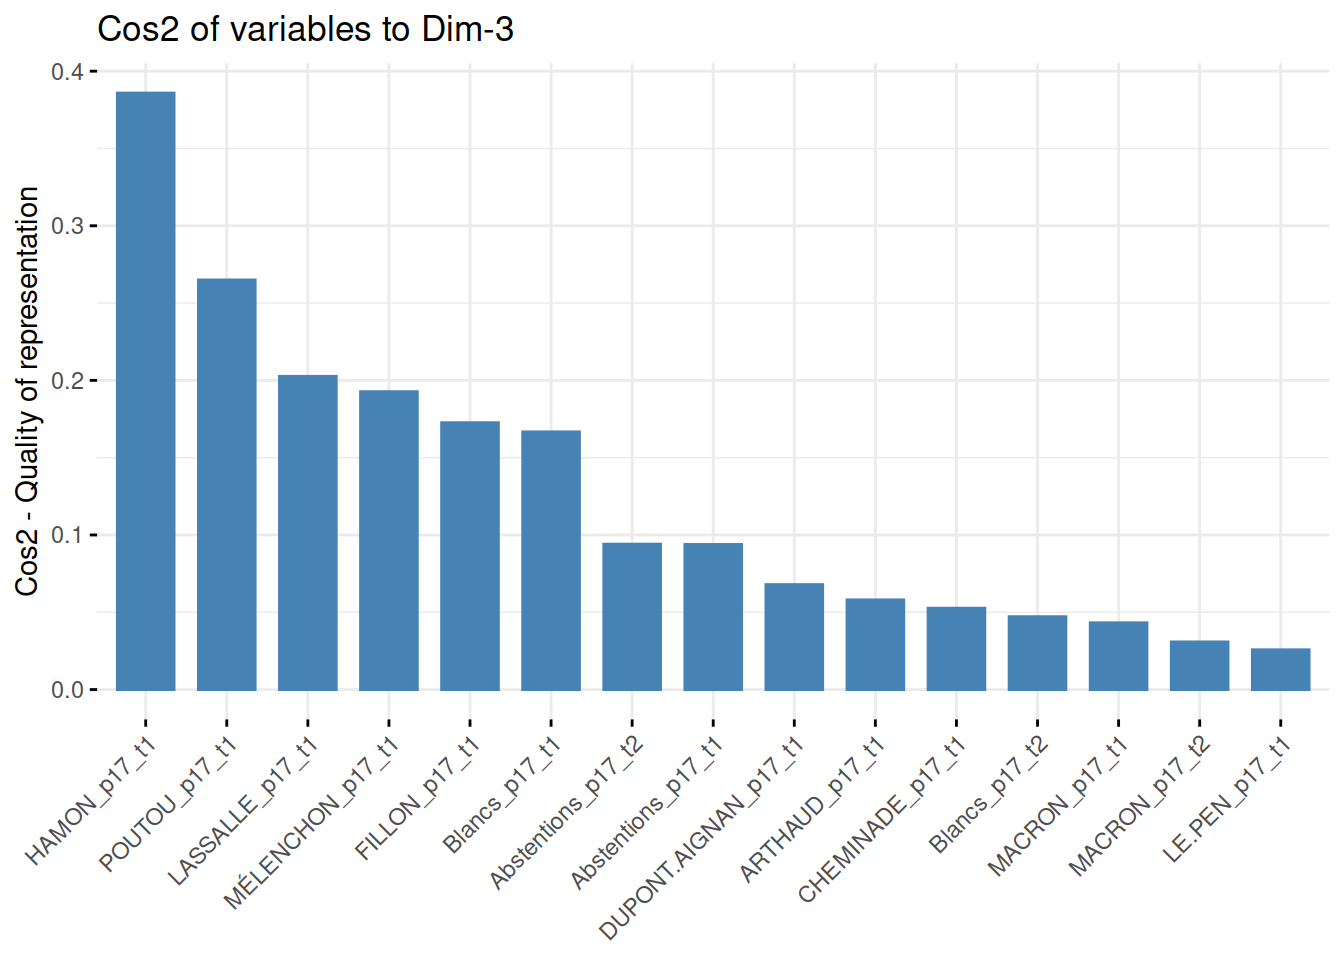 Cos2 of variables to Dim-3
Cos2 - Quality of representation
0.4
0.3
0.2
0.1
0.0
HAMON_p17_t1
POUTOU_p17_t1
LASSALLE_p17_t1
MÉLENCHON_p17_t1
FILLON_p17_t1
Blancs_p17_t1
Abstentions_p17_t2
Abstentions_p17_t1
DUPONT.AIGNAN_p17_t1
ARTHAUD_p17_t1
CHEMINADE_p17_t1
Blancs_p17_t2
MACRON_p17_t1
MACRON_p17_t2
LE.PEN_p17_t1